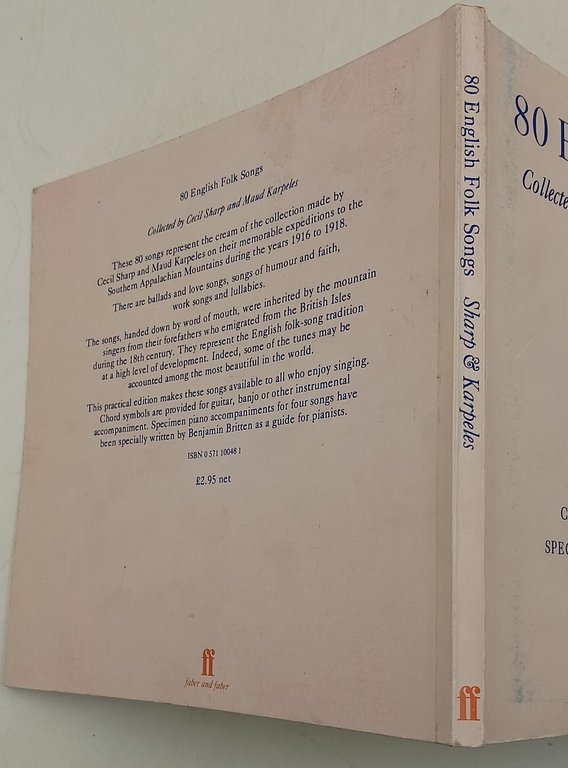 80 English Folk Songs
Collected by Cecil Sharp and Maud Karpeles
These 80 songs represent the cream of the collection made by
Cecil Sharp and Maud Karpeles on their memorable expeditions to the
Southern Appalachian Mountains during the years 1916 to 1918.
There are ballads and love songs, songs of humour and faith,
work songs and lullabies.
The songs, handed down by word of mouth, were inherited by the mountain
singers from their forefathers who emigrated from the British Isles
during the 18th century. They represent the English folk-song tradition
at a high level of development. Indeed, some of the tunes may be
accounted among the most beautiful in the world.
This practical edition makes these songs available to all who enjoy singing.
Chord symbols are provided for guitar, banjo or other instrumental
accompaniment. Specimen piano accompaniments for four songs have
been specially written by Benjamin Britten as a guide for pianists.
ISBN 0 571 10048 1
£2.95 net
ff
faber and faber
80 English Folk Songs Sharp & Karpeles
ff
80 E
Collecte
C
SPEC